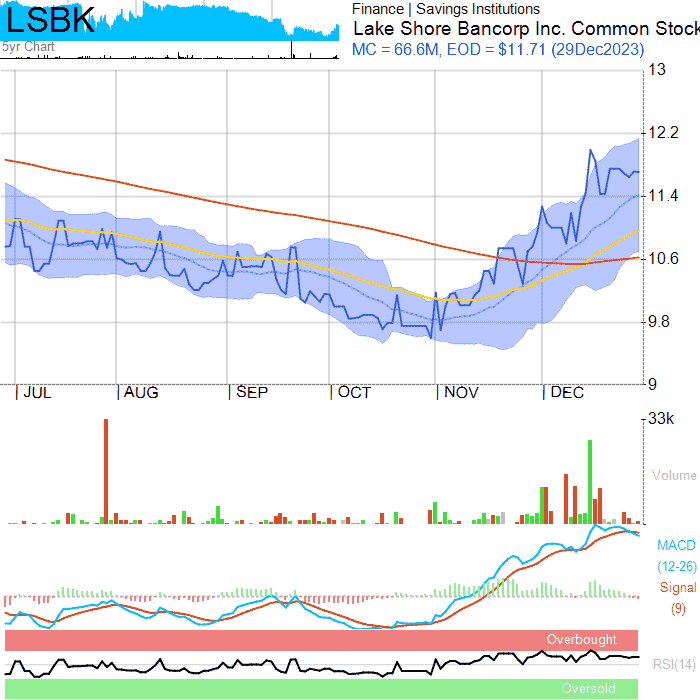 LSBK
5yr Chart
Finance | Savings Institutions
Lake Shore Bancorp Inc. Common Stock
MC = 66.6M, EOD = $11.71 (29Dec2023)
13
12.2
11.4
10.6
9.8
9
JUL AUG SEP OCT NOV DEC
33k
Volume
MACD
(12-26)
Signal
(9)
Overbought
RSI(14)
Oversold